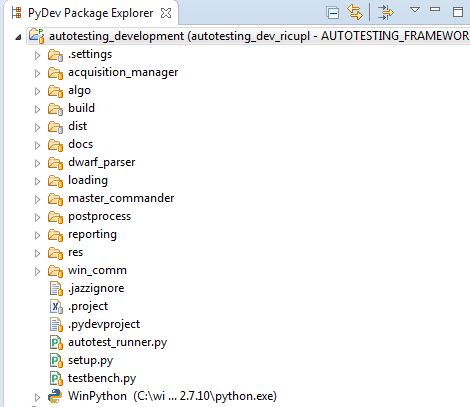 PyDev Package Explorer
autotesting_development (autotesting_dev_ricupl - AUTOTESTING_FRAMEWOR
.settings
acquisition_manager
algo
build
dist
docs
dwarf_parser
loading
master_commander
postprocess
reporting
res
win_comm
.jazzignore
.project
.pydevproject
autotest_runner.py
setup.py
testbench.py
WinPython (C:\wi ... 2.7.10\python.exe)